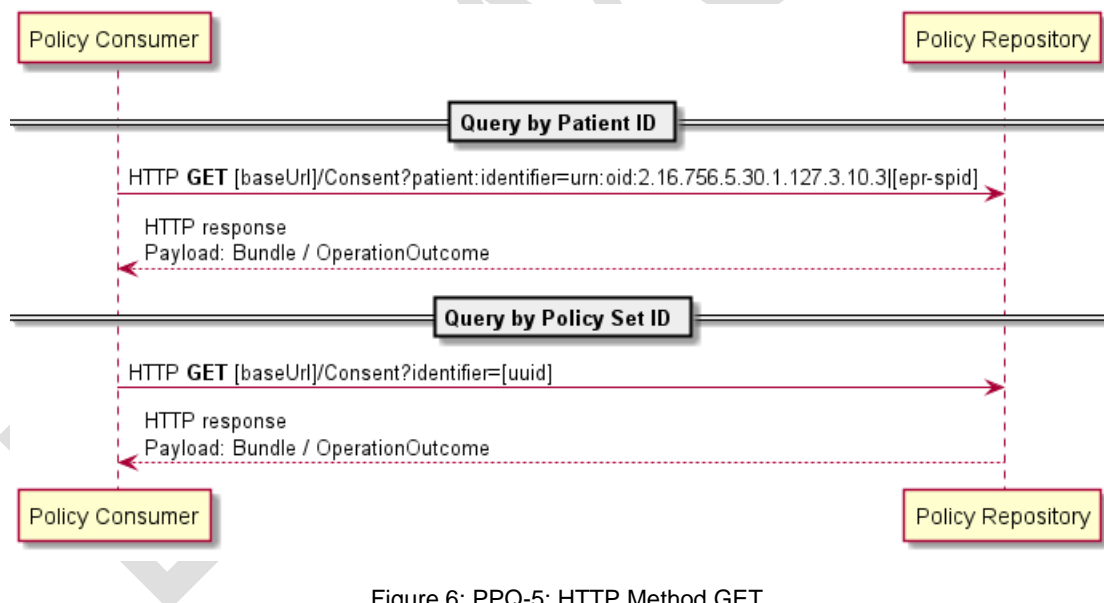 Policy Consumer Policy Repository
Query by Patient ID
HTTP GET [baseUrl]/Consent?patient:identifier=urn:oid:2.16.756.5.30.1.127.3.10.3|[epr-spid]
HTTP response
Payload: Bundle / OperationOutcome
Query by Policy Set ID
HTTP GET [baseUrl]/Consent?identifier=[uuid]
HTTP response
Payload: Bundle / OperationOutcome
Policy Consumer Policy Repository
Figure 6: PPQ-5: HTTP Method GET